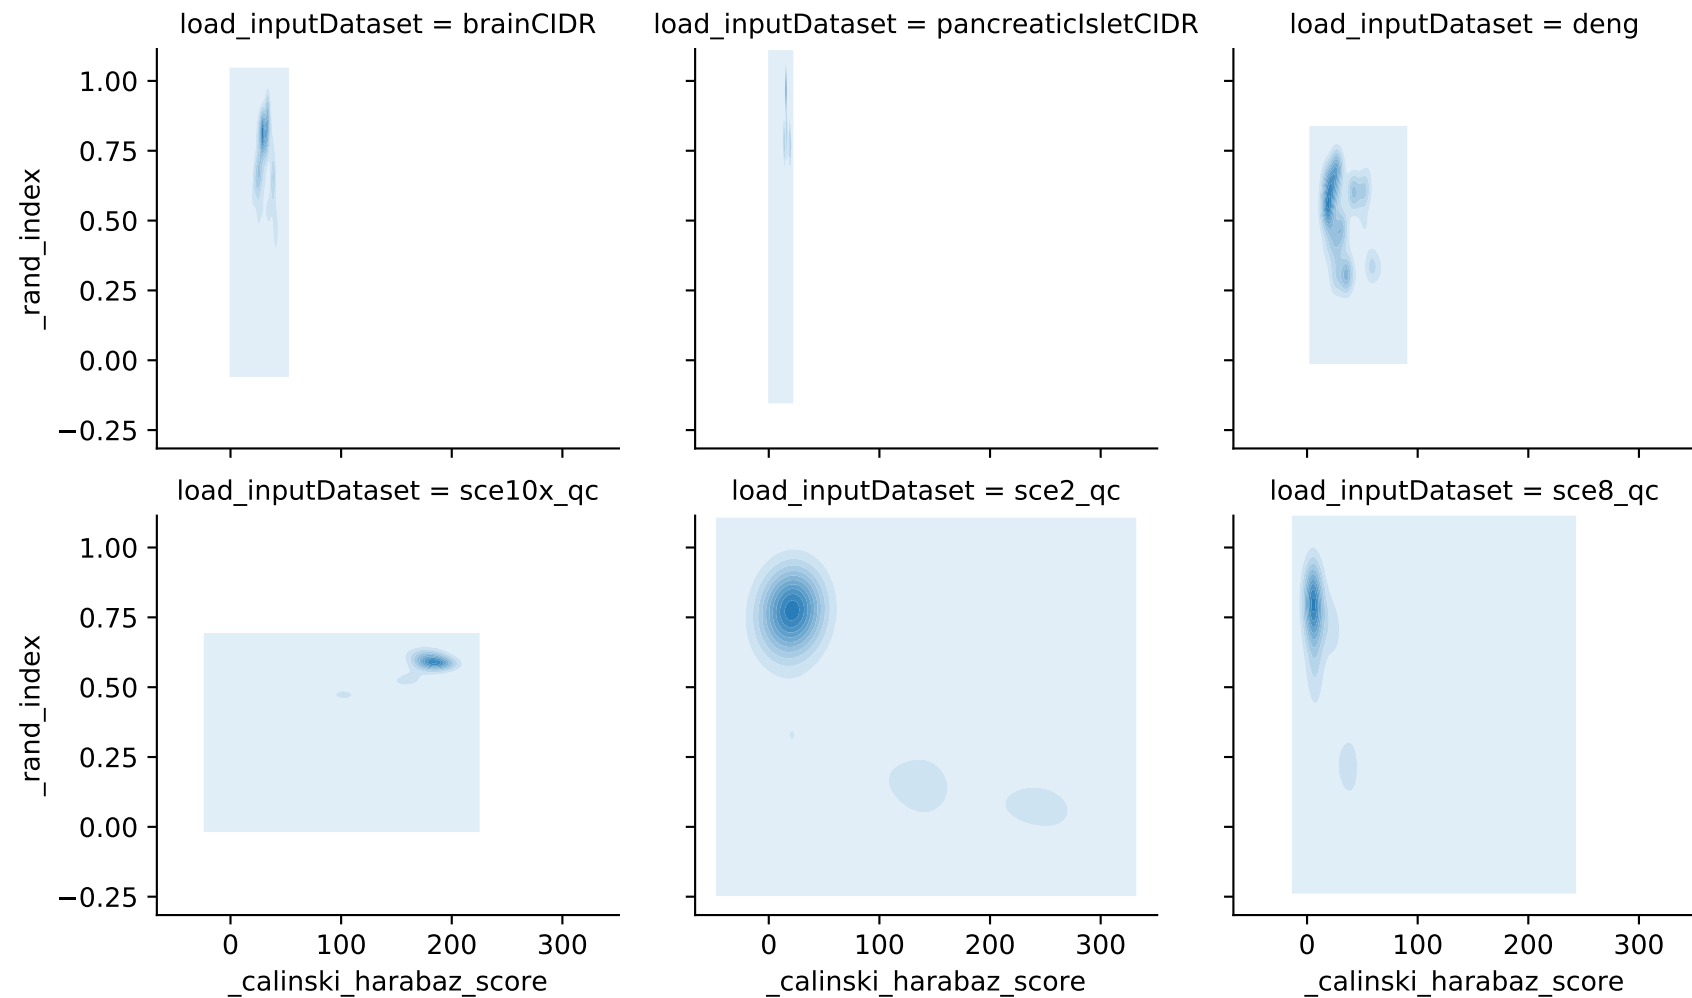 load_inputDataset = brainCIDR
load_inputDataset = pancreaticIsletCIDR
load_inputDataset = deng
1.00
0.75
0.50
0.25
0.00
−0.25
_rand_index
load_inputDataset = sce10x_qc
load_inputDataset = sce2_qc
load_inputDataset = sce8_qc
1.00
0.75
0.50
0.25
0.00
−0.25
_rand_index
0 100 200 300
0 100 200 300
0 100 200 300
_calinski_harabaz_score
_calinski_harabaz_score
_calinski_harabaz_score